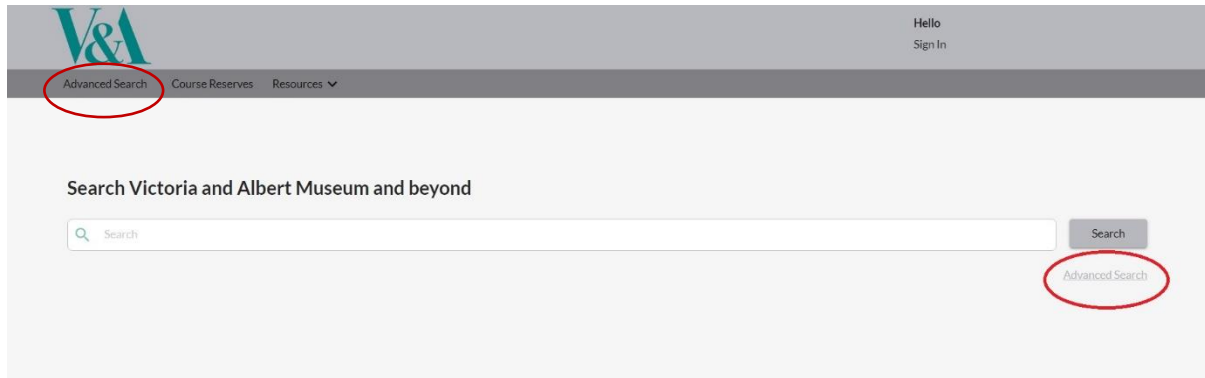 V&A
Hello
Sign In
Advanced Search Course Reserves Resources
Search Victoria and Albert Museum and beyond
Search Search
Advanced Search